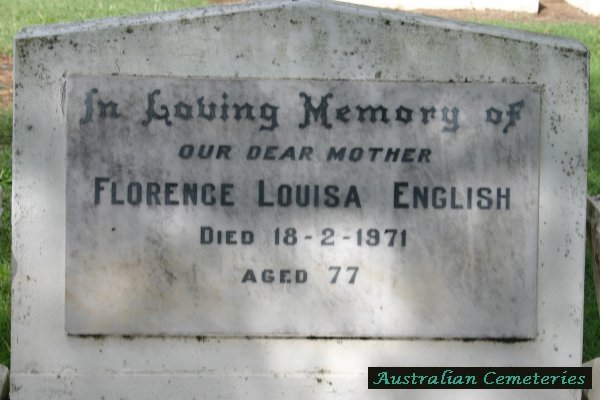 In Loving Memory of
OUR DEAR MOTHER
FLORENCE LOUISA ENGLISH
DIED 18-2-1971
AGED 77
Australian Cemeteries